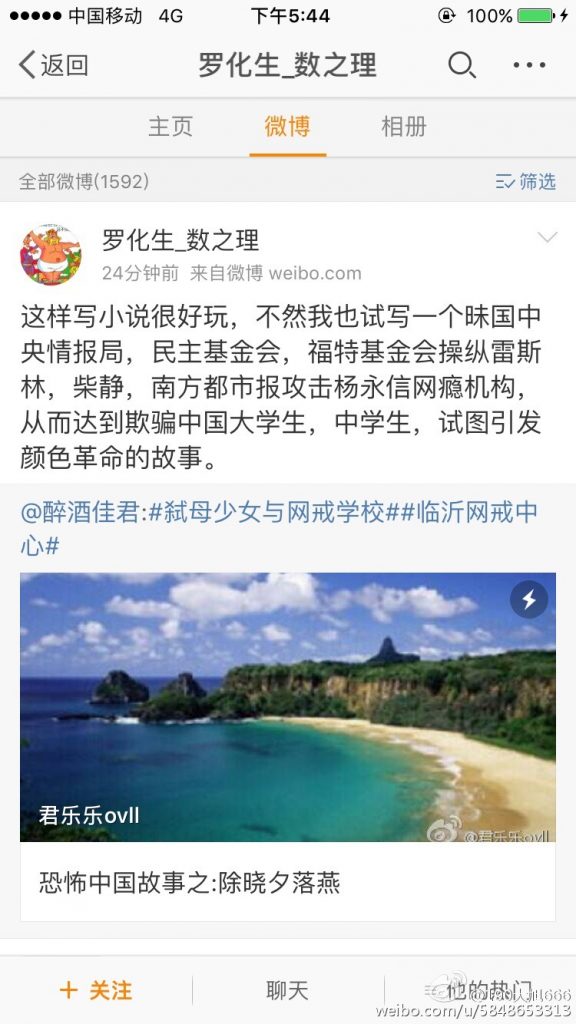 中国移动 4G 下午5:44 100%
返回 罗化生_数之理
主页 微博 相册
全部微博(1592) 筛选
罗化生_数之理
24分钟前 来自微博 weibo.com
这样写小说很好玩，不然我也试写一个昧国中
央情报局，民主基金会，福特基金会操纵雷斯
林，柴静，南方都市报攻击杨永信网瘾机构，
从而达到欺骗中国大学生，中学生，试图引发
颜色革命的故事。
@醉酒佳君:#弑母少女与网戒学校##临沂网戒中
心#
君乐乐ovll
@君乐乐ovll
恐怖中国故事之:除晓夕落燕
+ 关注 聊天 他的热门
weibo.com/u/5848653313